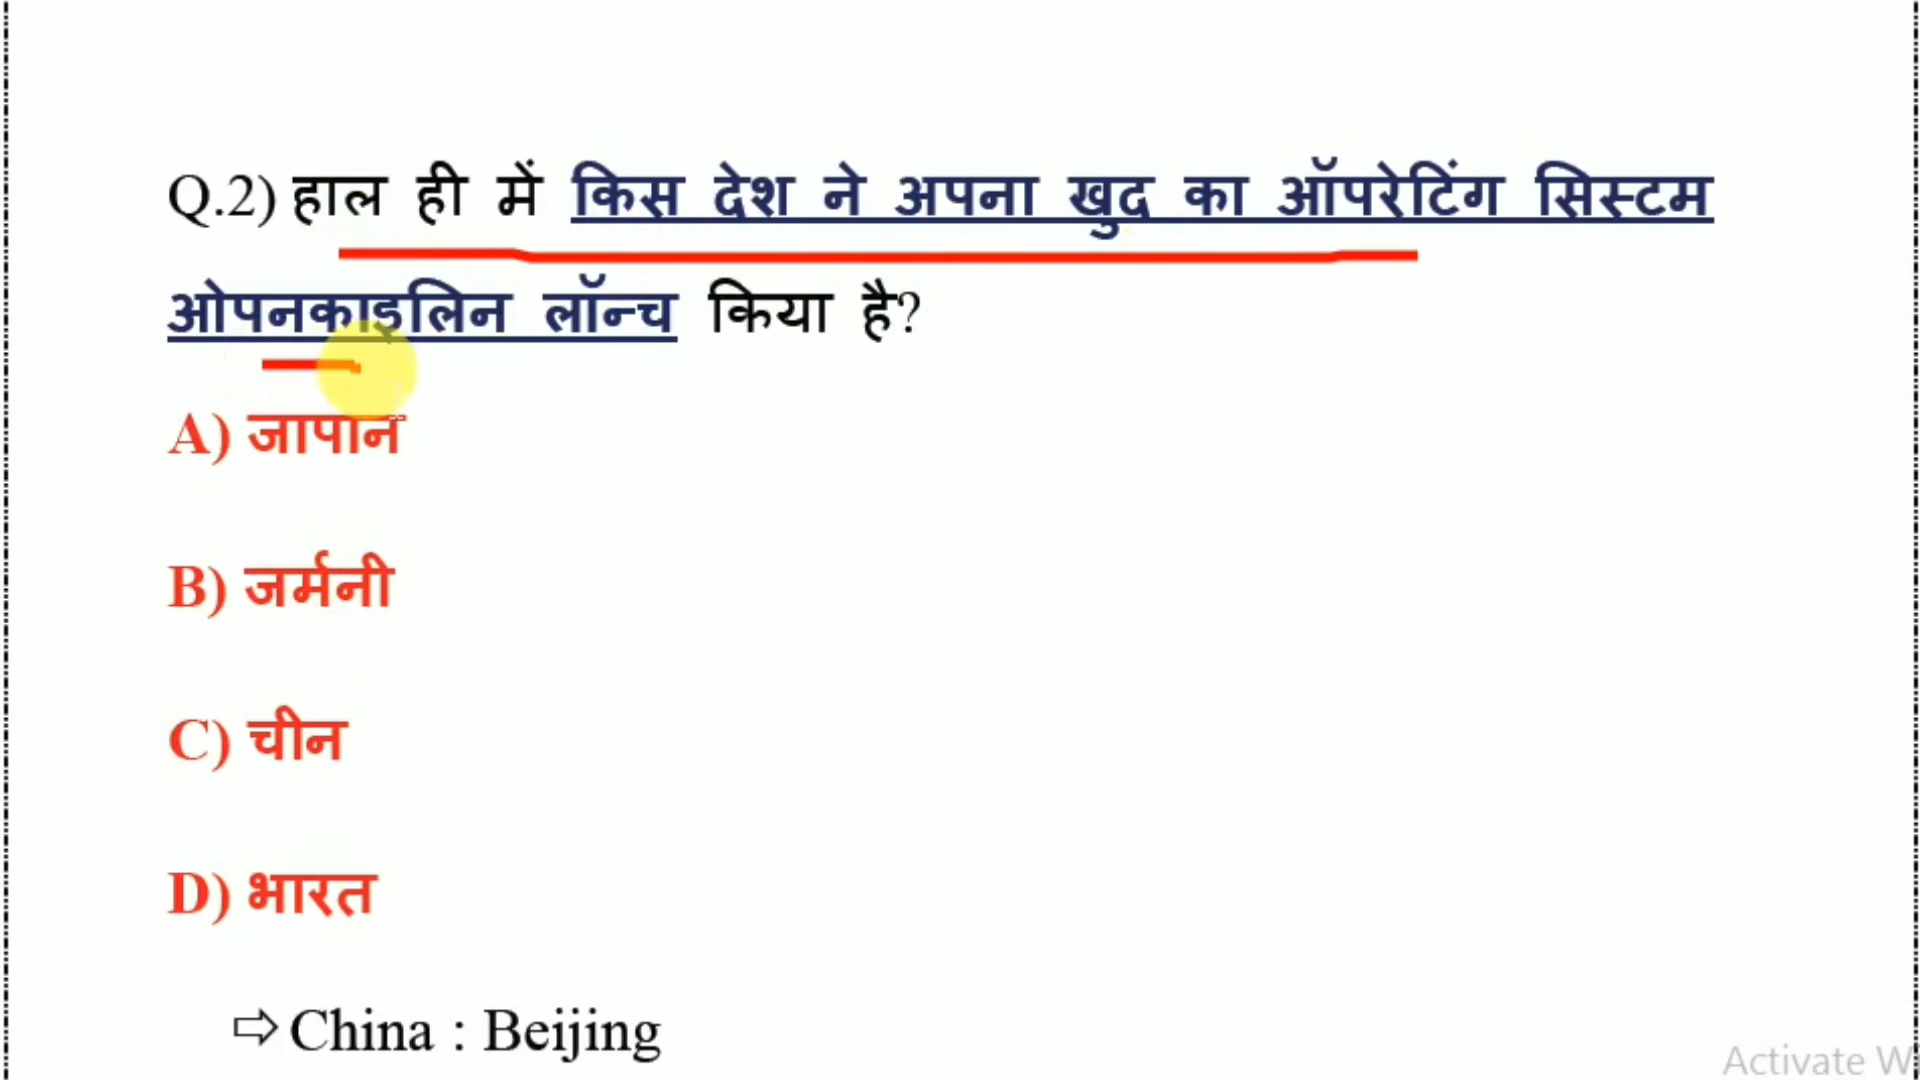 Q.2) हाल ही में किस देश ने अपना खुद का ऑपरेटिंग सिस्टम
ओपनकाइलिन लॉन्च किया है?
A) जापान
B) जर्मनी
C) चीन
D) भारत
⇨ China : Beijing
Activate W